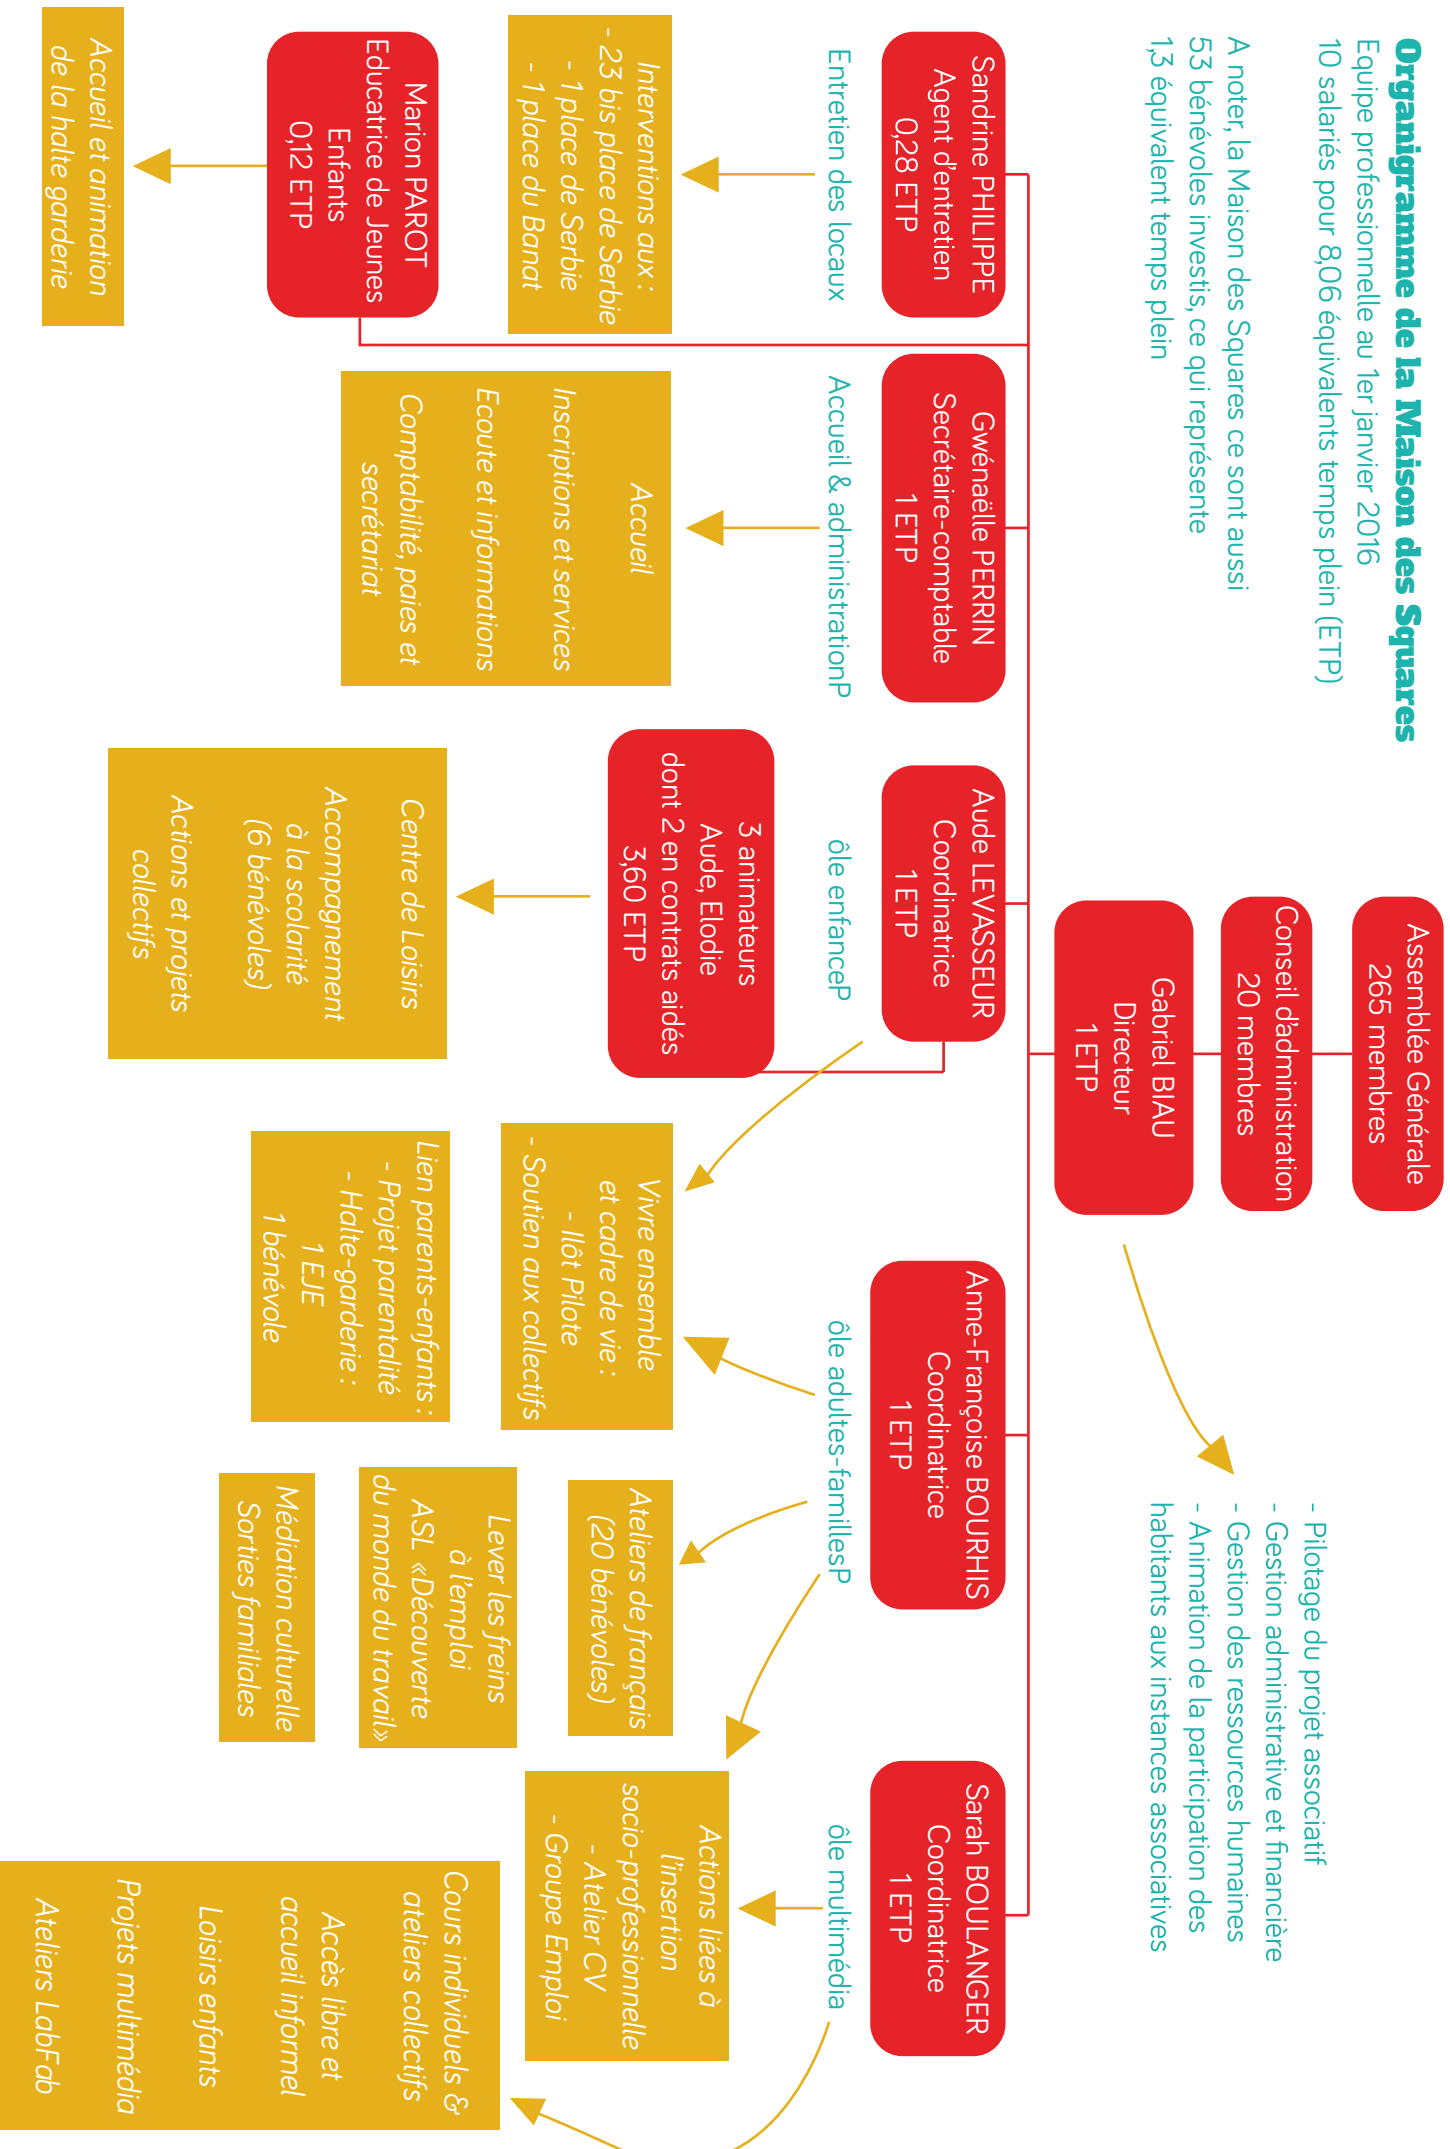 Organigramme de la Maison des Squares
Equipe professionnelle au 1er janvier 2016
10 salariés pour 8,06 équivalents temps plein (ETP)
A noter, la Maison des Squares ce sont aussi
53 bénévoles investis, ce qui représente
1,3 équivalent temps plein
Assemblée Générale
265 membres
Conseil d'administration
20 membres
Gabriel BIAU
Directeur
1 ETP
- Pilotage du projet associatif
- Gestion administrative et financière
- Gestion des ressources humaines
- Animation de la participation des
habitants aux instances associatives
Sandrine PHILIPPE
Agent d'entretien
0,28 ETP
Entretien des locaux
Interventions aux :
- 23 bis place de Serbie
- 1 place de Serbie
- 1 place du Banat
Marion PAROT
Educatrice de Jeunes
Enfants
0,12 ETP
Accueil et animation
de la halte garderie
Gwénaëlle PERRIN
Secrétaire-comptable
1 ETP
Accueil & administrationP
Accueil
Inscriptions et services
Ecoute et informations
Comptabilité, paies et
secrétariat
Aude LEVASSEUR
Coordinatrice
1 ETP
ôle enfanceP
3 animateurs
Aude, Elodie
dont 2 en contrats aidés
3,60 ETP
Centre de Loisirs
Accompagnement
à la scolarité
(6 bénévoles)
Actions et projets
collectifs
Anne-Françoise BOURHIS
Coordinatrice
1 ETP
ôle adultes-famillesP
Vivre ensemble
et cadre de vie :
- Ilôt Pilote
- Soutien aux collectifs
Lien parents-enfants :
- Projet parentalité
- Halte-garderie :
1 EJE
1 bénévole
Ateliers de français
(20 bénévoles)
Lever les freins
à l'emploi
ASL «Découverte
du monde du travail»
Médiation culturelle
Sorties familiales
Sarah BOULANGER
Coordinatrice
1 ETP
ôle multimédia
Actions liées à
l'insertion
socio-professionnelle
- Atelier CV
- Groupe Emploi
Cours individuels &
ateliers collectifs
Accès libre et
accueil informel
Loisirs enfants
Projets multimédia
Ateliers LabFab